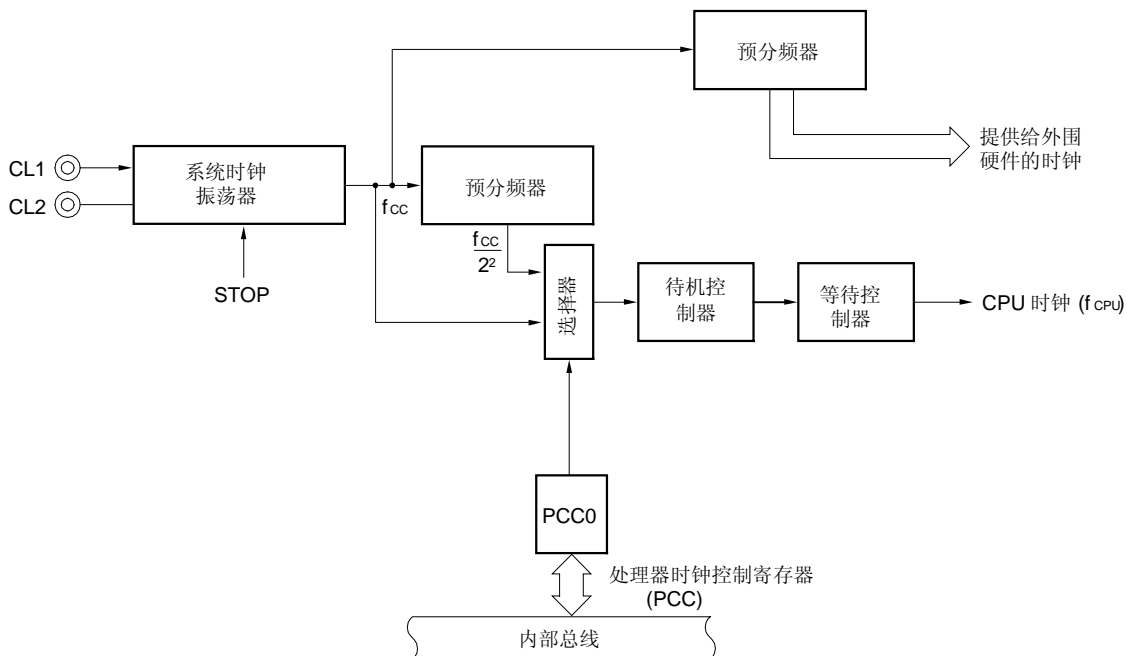 预分频器
提供给外围
硬件的时钟
CL1
CL2
系统时钟
振荡器
fCC
预分频器
fCC
2²
STOP
选择器
待机控
制器
等待控
制器
CPU 时钟 (fCPU)
PCC0
处理器时钟控制寄存器
(PCC)
内部总线